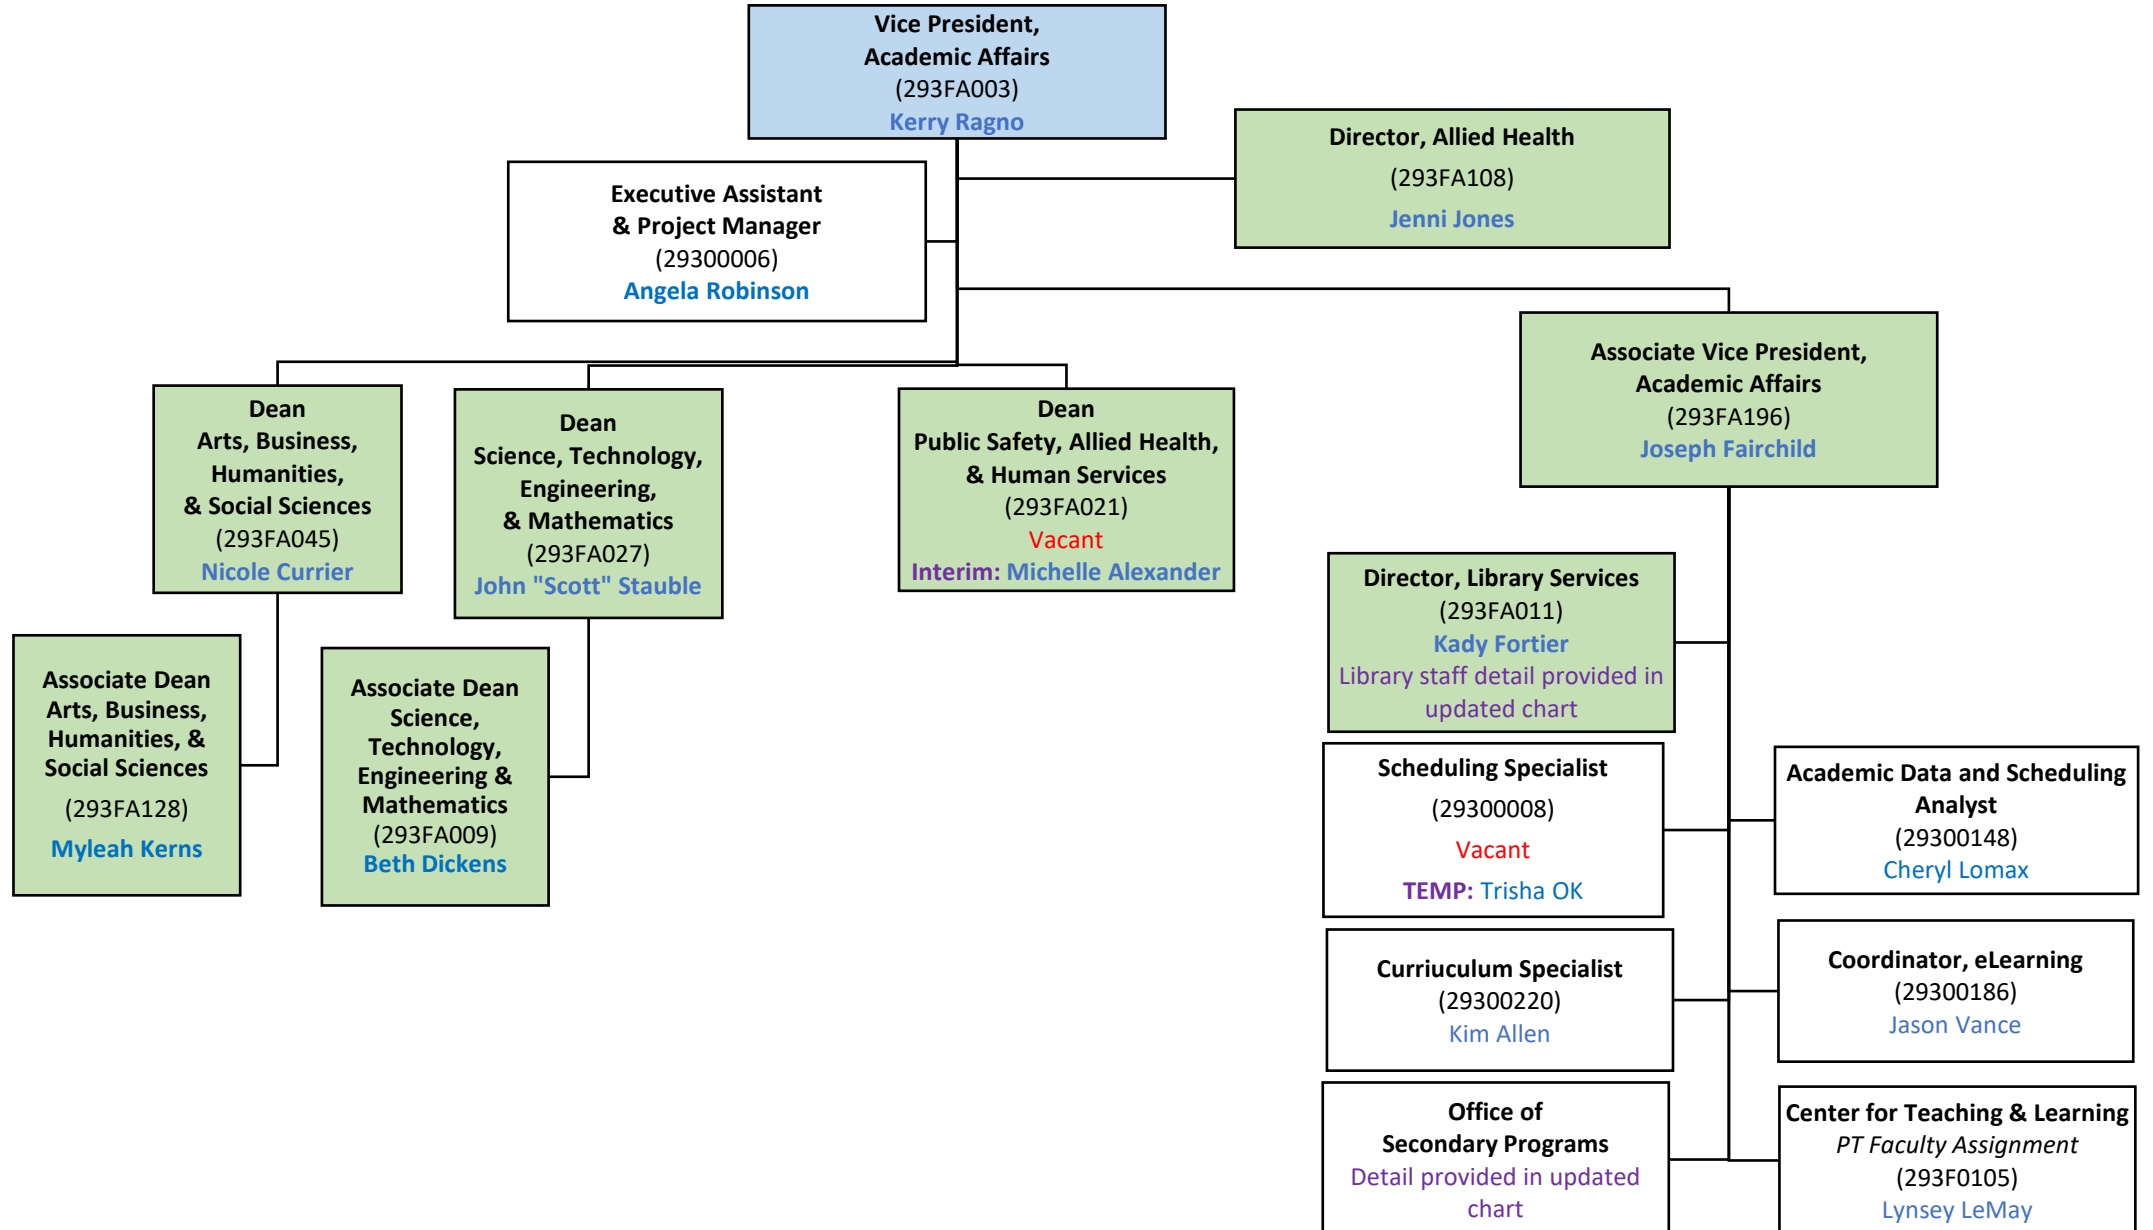 Vice President,
Academic Affairs
(293FA003)
Kerry Ragno
Director, Allied Health
(293FA108)
Jenni Jones
Executive Assistant
& Project Manager
(29300006)
Angela Robinson
Associate Vice President,
Academic Affairs
(293FA196)
Joseph Fairchild
Dean
Arts, Business,
Humanities,
& Social Sciences
(293FA045)
Nicole Currier
Dean
Science, Technology,
Engineering,
& Mathematics
(293FA027)
John "Scott" Stauble
Dean
Public Safety, Allied Health,
& Human Services
(293FA021)
Vacant
Interim: Michelle Alexander
Associate Dean
Arts, Business,
Humanities, &
Social Sciences
(293FA128)
Myleah Kerns
Associate Dean
Science,
Technology,
Engineering &
Mathematics
(293FA009)
Beth Dickens
Director, Library Services
(293FA011)
Kady Fortier
Library staff detail provided in
updated chart
Scheduling Specialist
(29300008)
Vacant
TEMP: Trisha OK
Academic Data and Scheduling
Analyst
(29300148)
Cheryl Lomax
Curriuculum Specialist
(29300220)
Kim Allen
Coordinator, eLearning
(29300186)
Jason Vance
Office of
Secondary Programs
Detail provided in updated
chart
Center for Teaching & Learning
PT Faculty Assignment
(293F0105)
Lynsey LeMay